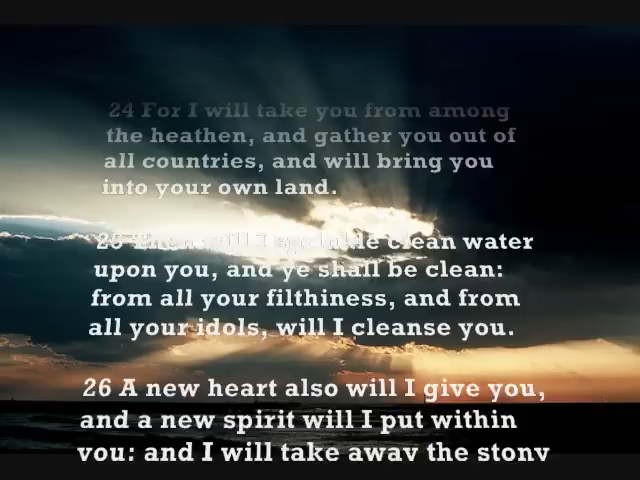 24 For I will take you from among
the heathen, and gather you out of
all countries, and will bring you
into your own land.
25 Then will I sprinkle clean water
upon you, and ye shall be clean:
from all your filthiness, and from
all your idols, will I cleanse you.
26 A new heart also will I give you,
and a new spirit will I put within
you: and I will take away the stony